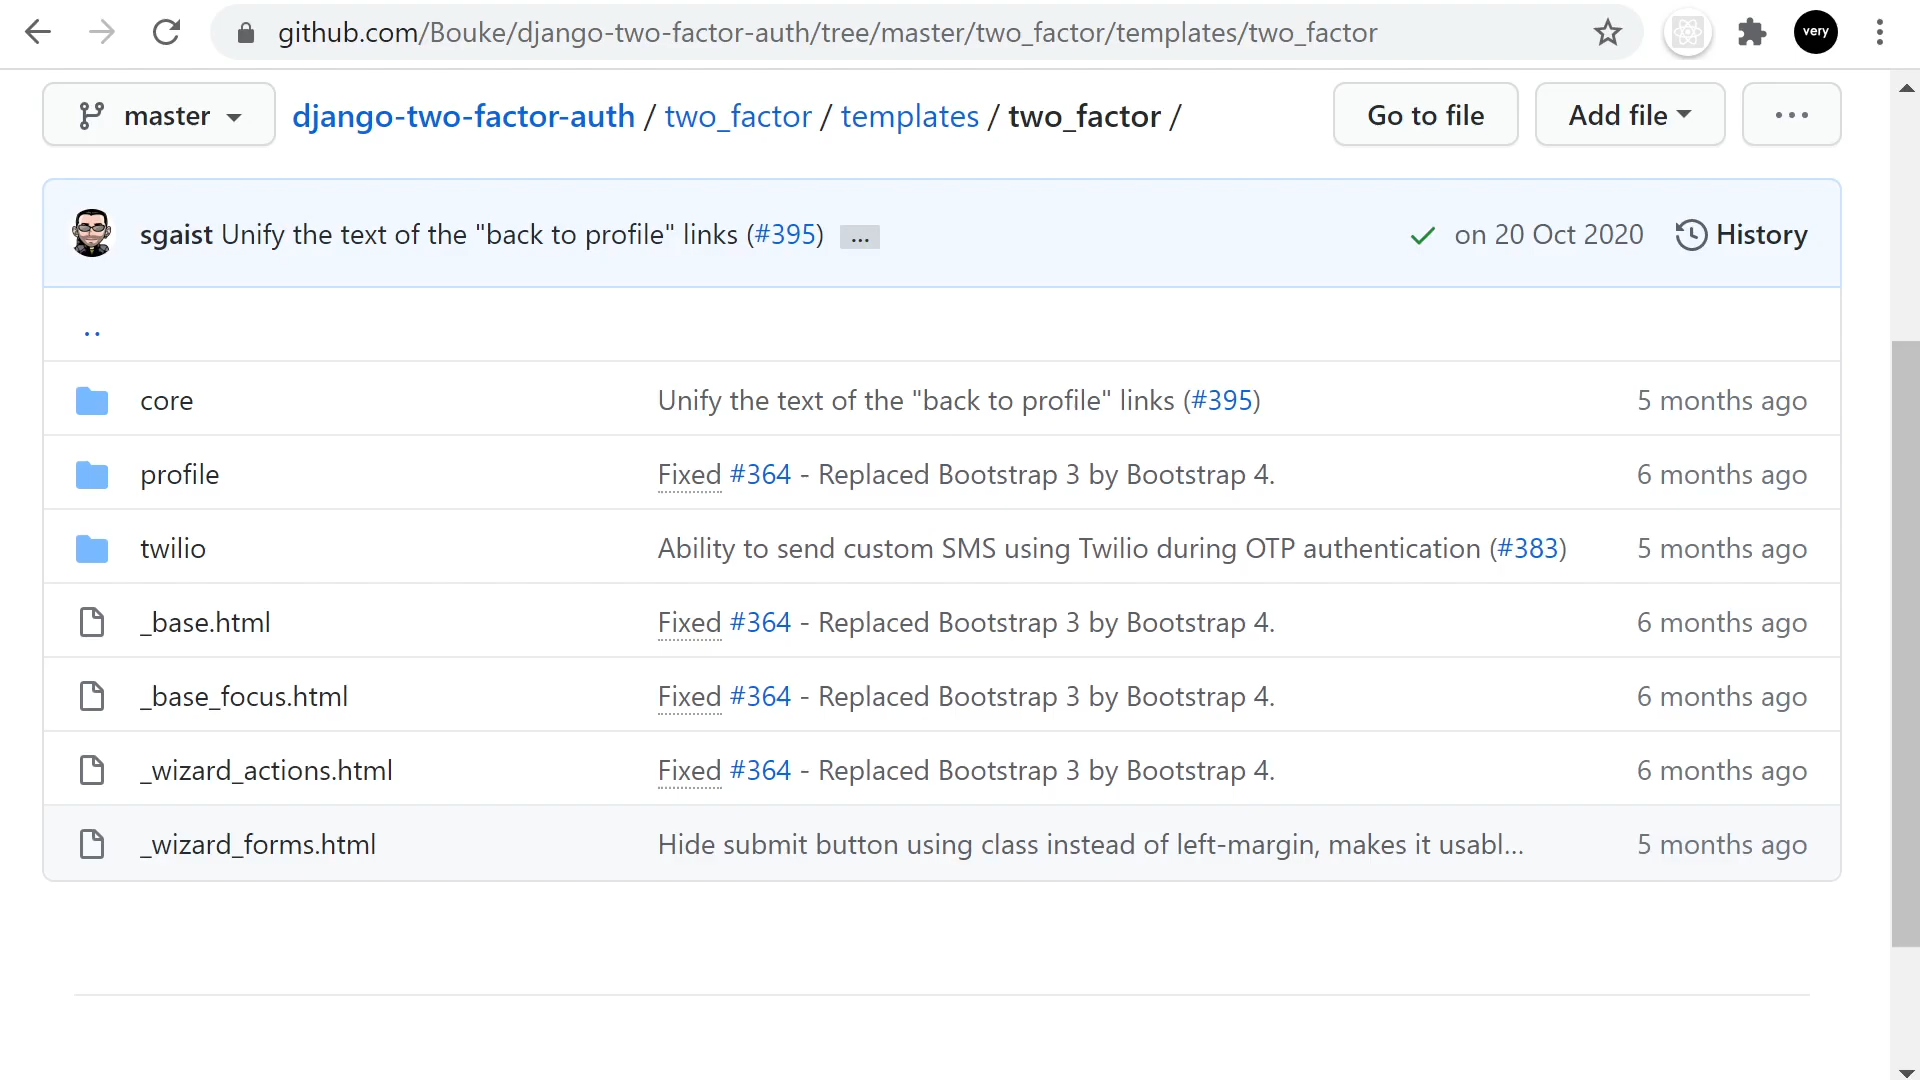 github.com/Bouke/django-two-factor-auth/tree/master/two_factor/templates/two_factor
very
master django-two-factor-auth / two_factor / templates / two_factor / Go to file Add file ...
sgaist Unify the text of the "back to profile" links (#395) ... on 20 Oct 2020 History
..
core Unify the text of the "back to profile" links (#395) 5 months ago
profile Fixed #364 - Replaced Bootstrap 3 by Bootstrap 4. 6 months ago
twilio Ability to send custom SMS using Twilio during OTP authentication (#383) 5 months ago
_base.html Fixed #364 - Replaced Bootstrap 3 by Bootstrap 4. 6 months ago
_base_focus.html Fixed #364 - Replaced Bootstrap 3 by Bootstrap 4. 6 months ago
_wizard_actions.html Fixed #364 - Replaced Bootstrap 3 by Bootstrap 4. 6 months ago
_wizard_forms.html Hide submit button using class instead of left-margin, makes it usabl... 5 months ago